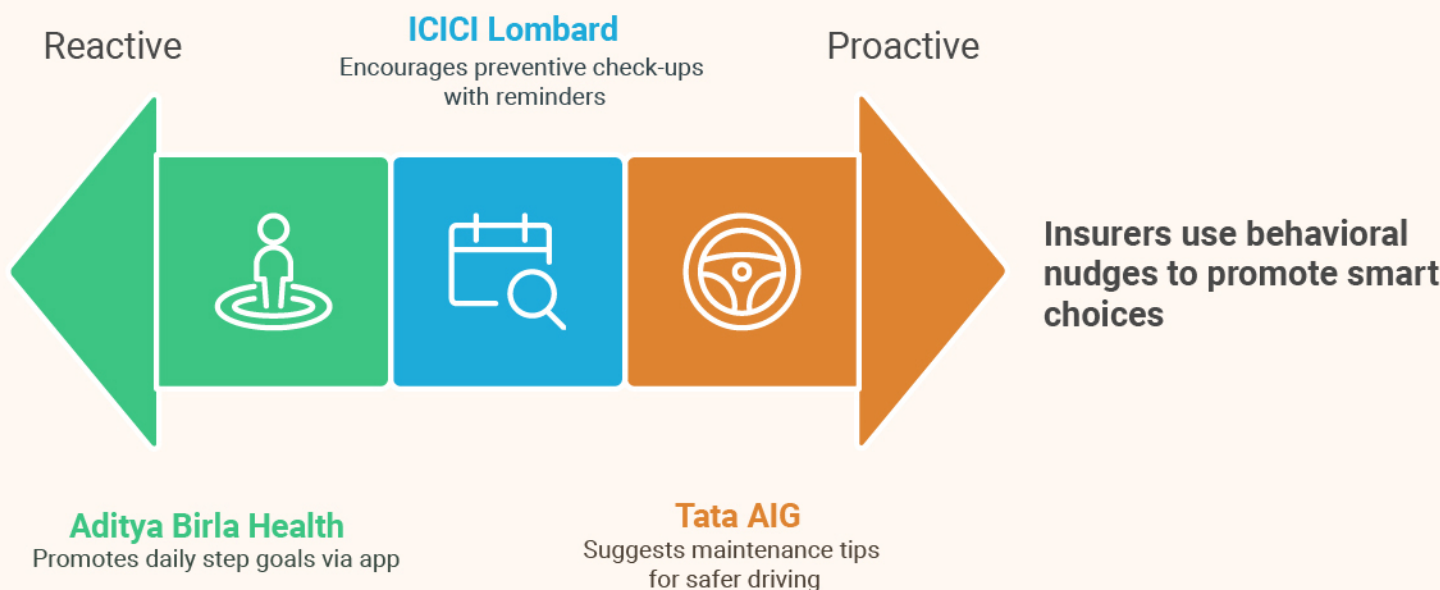 Reactive
ICICI Lombard
Encourages preventive check-ups
with reminders
Proactive
Insurers use behavioral
nudges to promote smart
choices
Aditya Birla Health
Promotes daily step goals via app
Tata AIG
Suggests maintenance tips
for safer driving